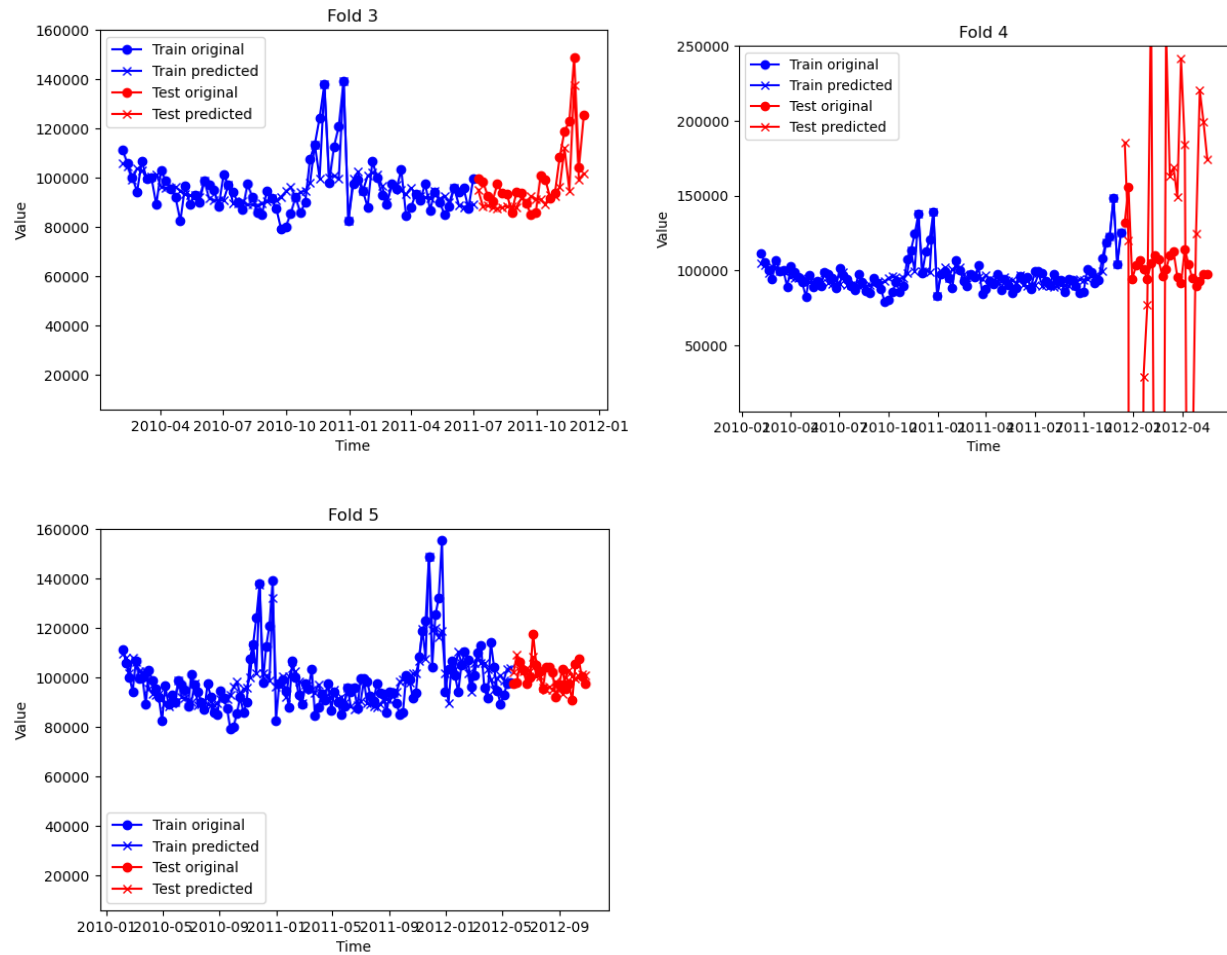 Fold 3
160000
140000
120000
100000
80000
60000
40000
20000
Value
Train original
Train predicted
Test original
Test predicted
2010-04 2010-07 2010-10 2011-01 2011-04 2011-07 2011-10 2012-01
Time
Fold 4
250000
200000
150000
100000
50000
Value
Train original
Train predicted
Test original
Test predicted
2010-01 2010-04 2010-07 2010-10 2011-01 2011-04 2011-07 2011-10 2012-01 2012-04
Time
Fold 5
160000
140000
120000
100000
80000
60000
40000
20000
Value
Train original
Train predicted
Test original
Test predicted
2010-01 2010-05 2010-09 2011-01 2011-05 2011-09 2012-01 2012-05 2012-09
Time